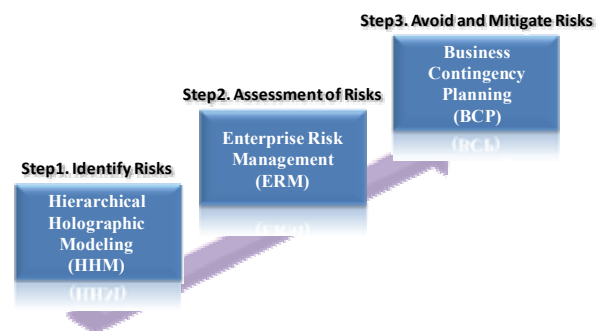 Step1. Identify Risks
Hierarchical
Holographic
Modeling
(HHM)
Step2. Assessment of Risks
Enterprise Risk
Management
(ERM)
Step3. Avoid and Mitigate Risks
Business
Contingency
Planning
(BCP)